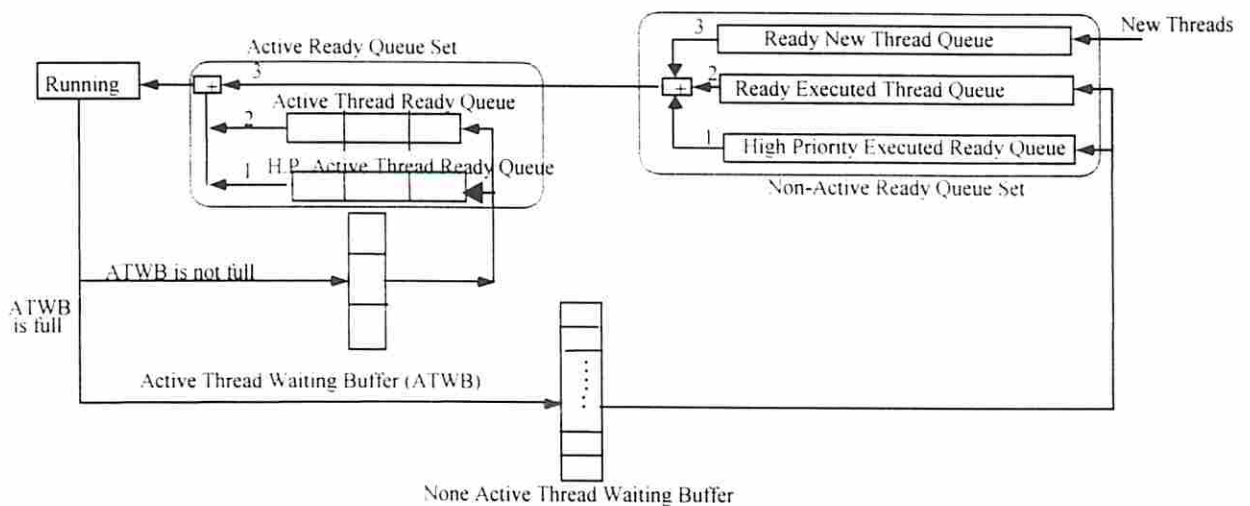 New Threads
3
Ready New Thread Queue
Active Ready Queue Set
Running
+
3
+
2
Ready Executed Thread Queue
Active Thread Ready Queue
2
1
High Priority Executed Ready Queue
H.P. Active Thread Ready Queue
1
Non-Active Ready Queue Set
ATWB is not full
ATWB
is full
Active Thread Waiting Buffer (ATWB)
None Active Thread Waiting Buffer